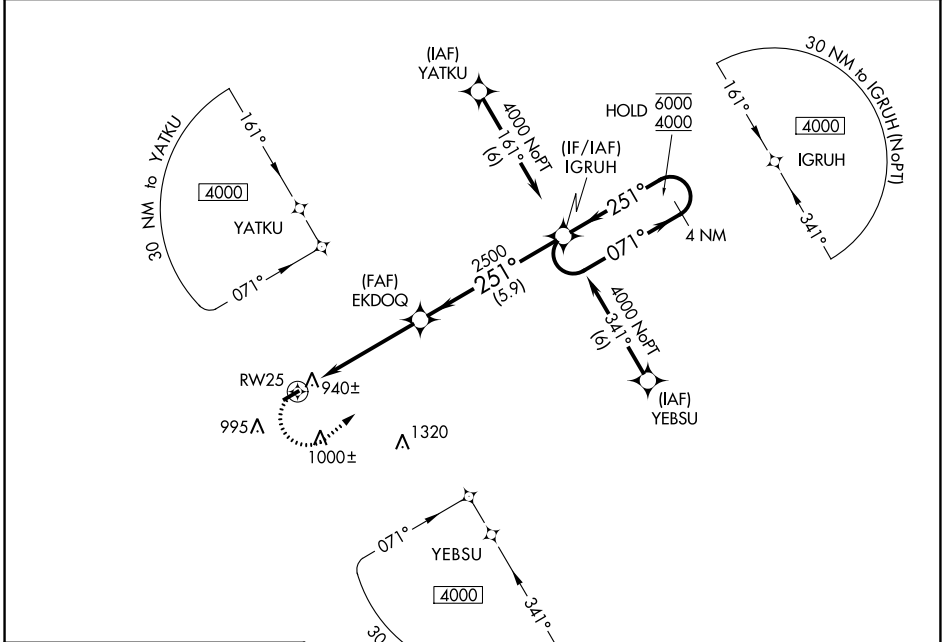 (IAF)
YATKU
4000 NoPT
161°
(6)
HOLD
6000
4000
(IF/IAF)
IGRUH
251°
071°
4 NM
30 NM to IGRUH (NoPT)
161°
4000
IGRUH
341°
30 NM to YATKU
161°
4000
YATKU
071°
(FAF)
EKDOQ
2500
251°
(5.9)
4000 NoPT
341°
(6)
(IAF)
YEBSU
RW25
940±
995
1000±
1320
071°
YEBSU
4000
341°
30